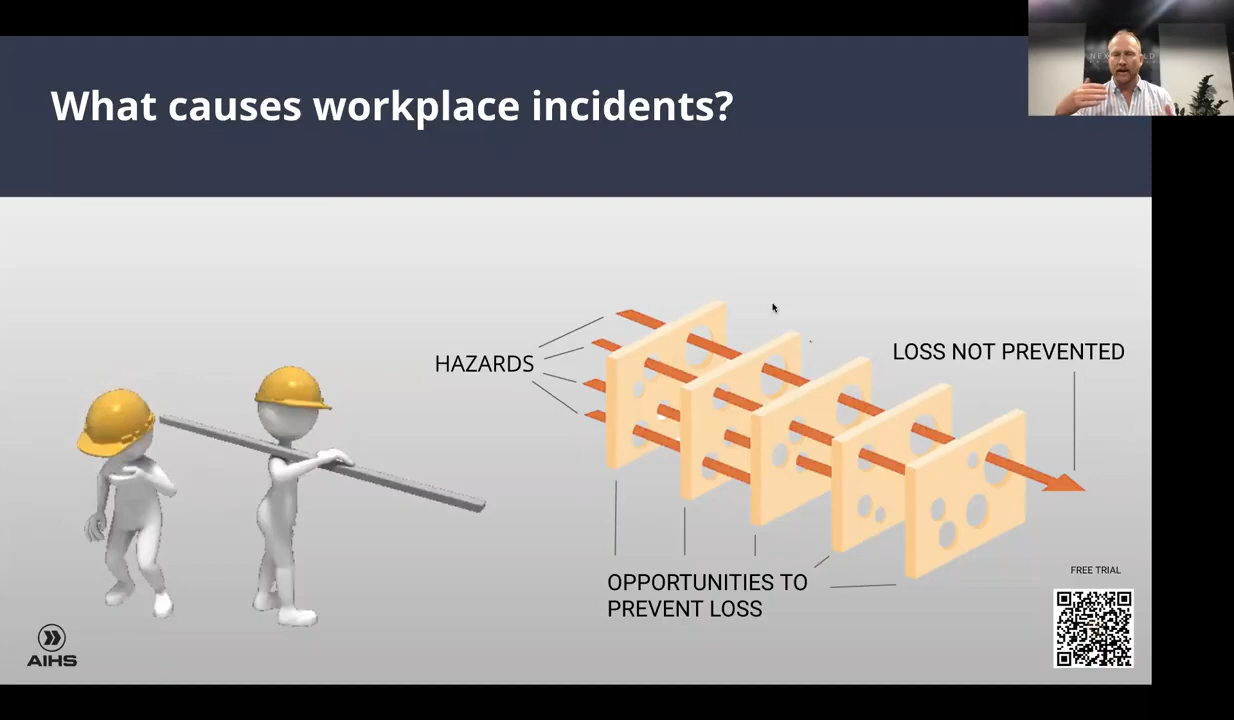 What causes workplace incidents?
HAZARDS
LOSS NOT PREVENTED
OPPORTUNITIES TO
PREVENT LOSS
FREE TRIAL
AIHS